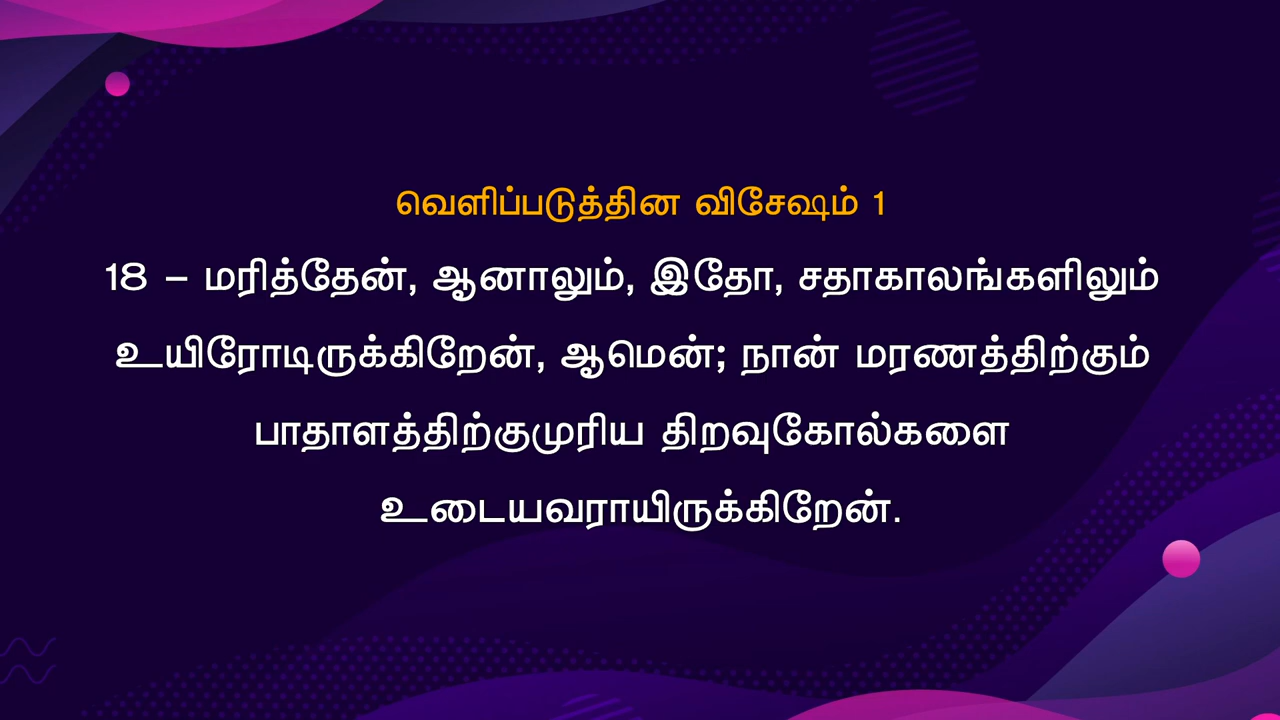 வெளிப்படுத்தின விசேஷம் 1
18 – மரித்தேன், ஆனாலும், இதோ, சதாகாலங்களிலும்
உயிரோடிருக்கிறேன், ஆமென்; நான் மரணத்திற்கும்
பாதாளத்திற்குமுரிய திறவுகோல்களை
உடையவராயிருக்கிறேன்.